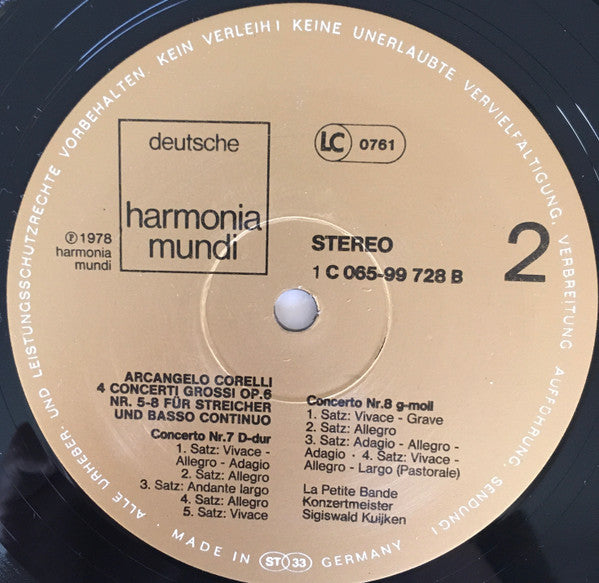 ALLE URHEBER- UND LEISTUNGSSCHUTZRECHTE VORBEHALTEN. KEIN VERLEIH! KEINE UNERLAUBTE VERVIELFÄLTIGUNG, VERBREITUNG, AUFFÜHRUNG, SENDUNG!
deutsche
harmonia
mundi
LC 0761
℗ 1978
harmonia
mundi
STEREO
1 C 065-99 728 B
2
ARCANGELO CORELLI
4 CONCERTI GROSSI OP.6
NR. 5-8 FÜR STREICHER
UND BASSO CONTINUO
Concerto Nr.7 D-dur
1. Satz: Vivace -
Allegro - Adagio
2. Satz: Allegro
3. Satz: Andante largo
4. Satz: Allegro
5. Satz: Vivace
Concerto Nr.8 g-moll
1. Satz: Vivace - Grave
2. Satz: Allegro
3. Satz: Adagio - Allegro -
Adagio · 4. Satz: Vivace -
Allegro - Largo (Pastorale)
La Petite Bande
Konzertmeister
Sigiswald Kuijken
MADE IN ST 33 GERMANY